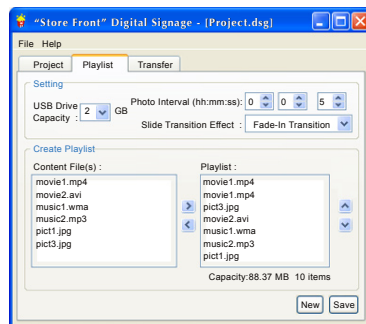 “Store Front” Digital Signage - [Project.dsg]
File Help
Project Playlist Transfer
Setting
USB Drive Capacity : 2 GB
Photo Interval (hh:mm:ss): 0 0 5
Slide Transition Effect : Fade-In Transition
Create Playlist
Content File(s) :
movie1.mp4
movie2.avi
music1.wma
music2.mp3
pict1.jpg
pict3.jpg
Playlist :
movie1.mp4
movie1.mp4
pict3.jpg
movie2.avi
music1.wma
music2.mp3
pict1.jpg
Capacity:88.37 MB 10 items
New Save